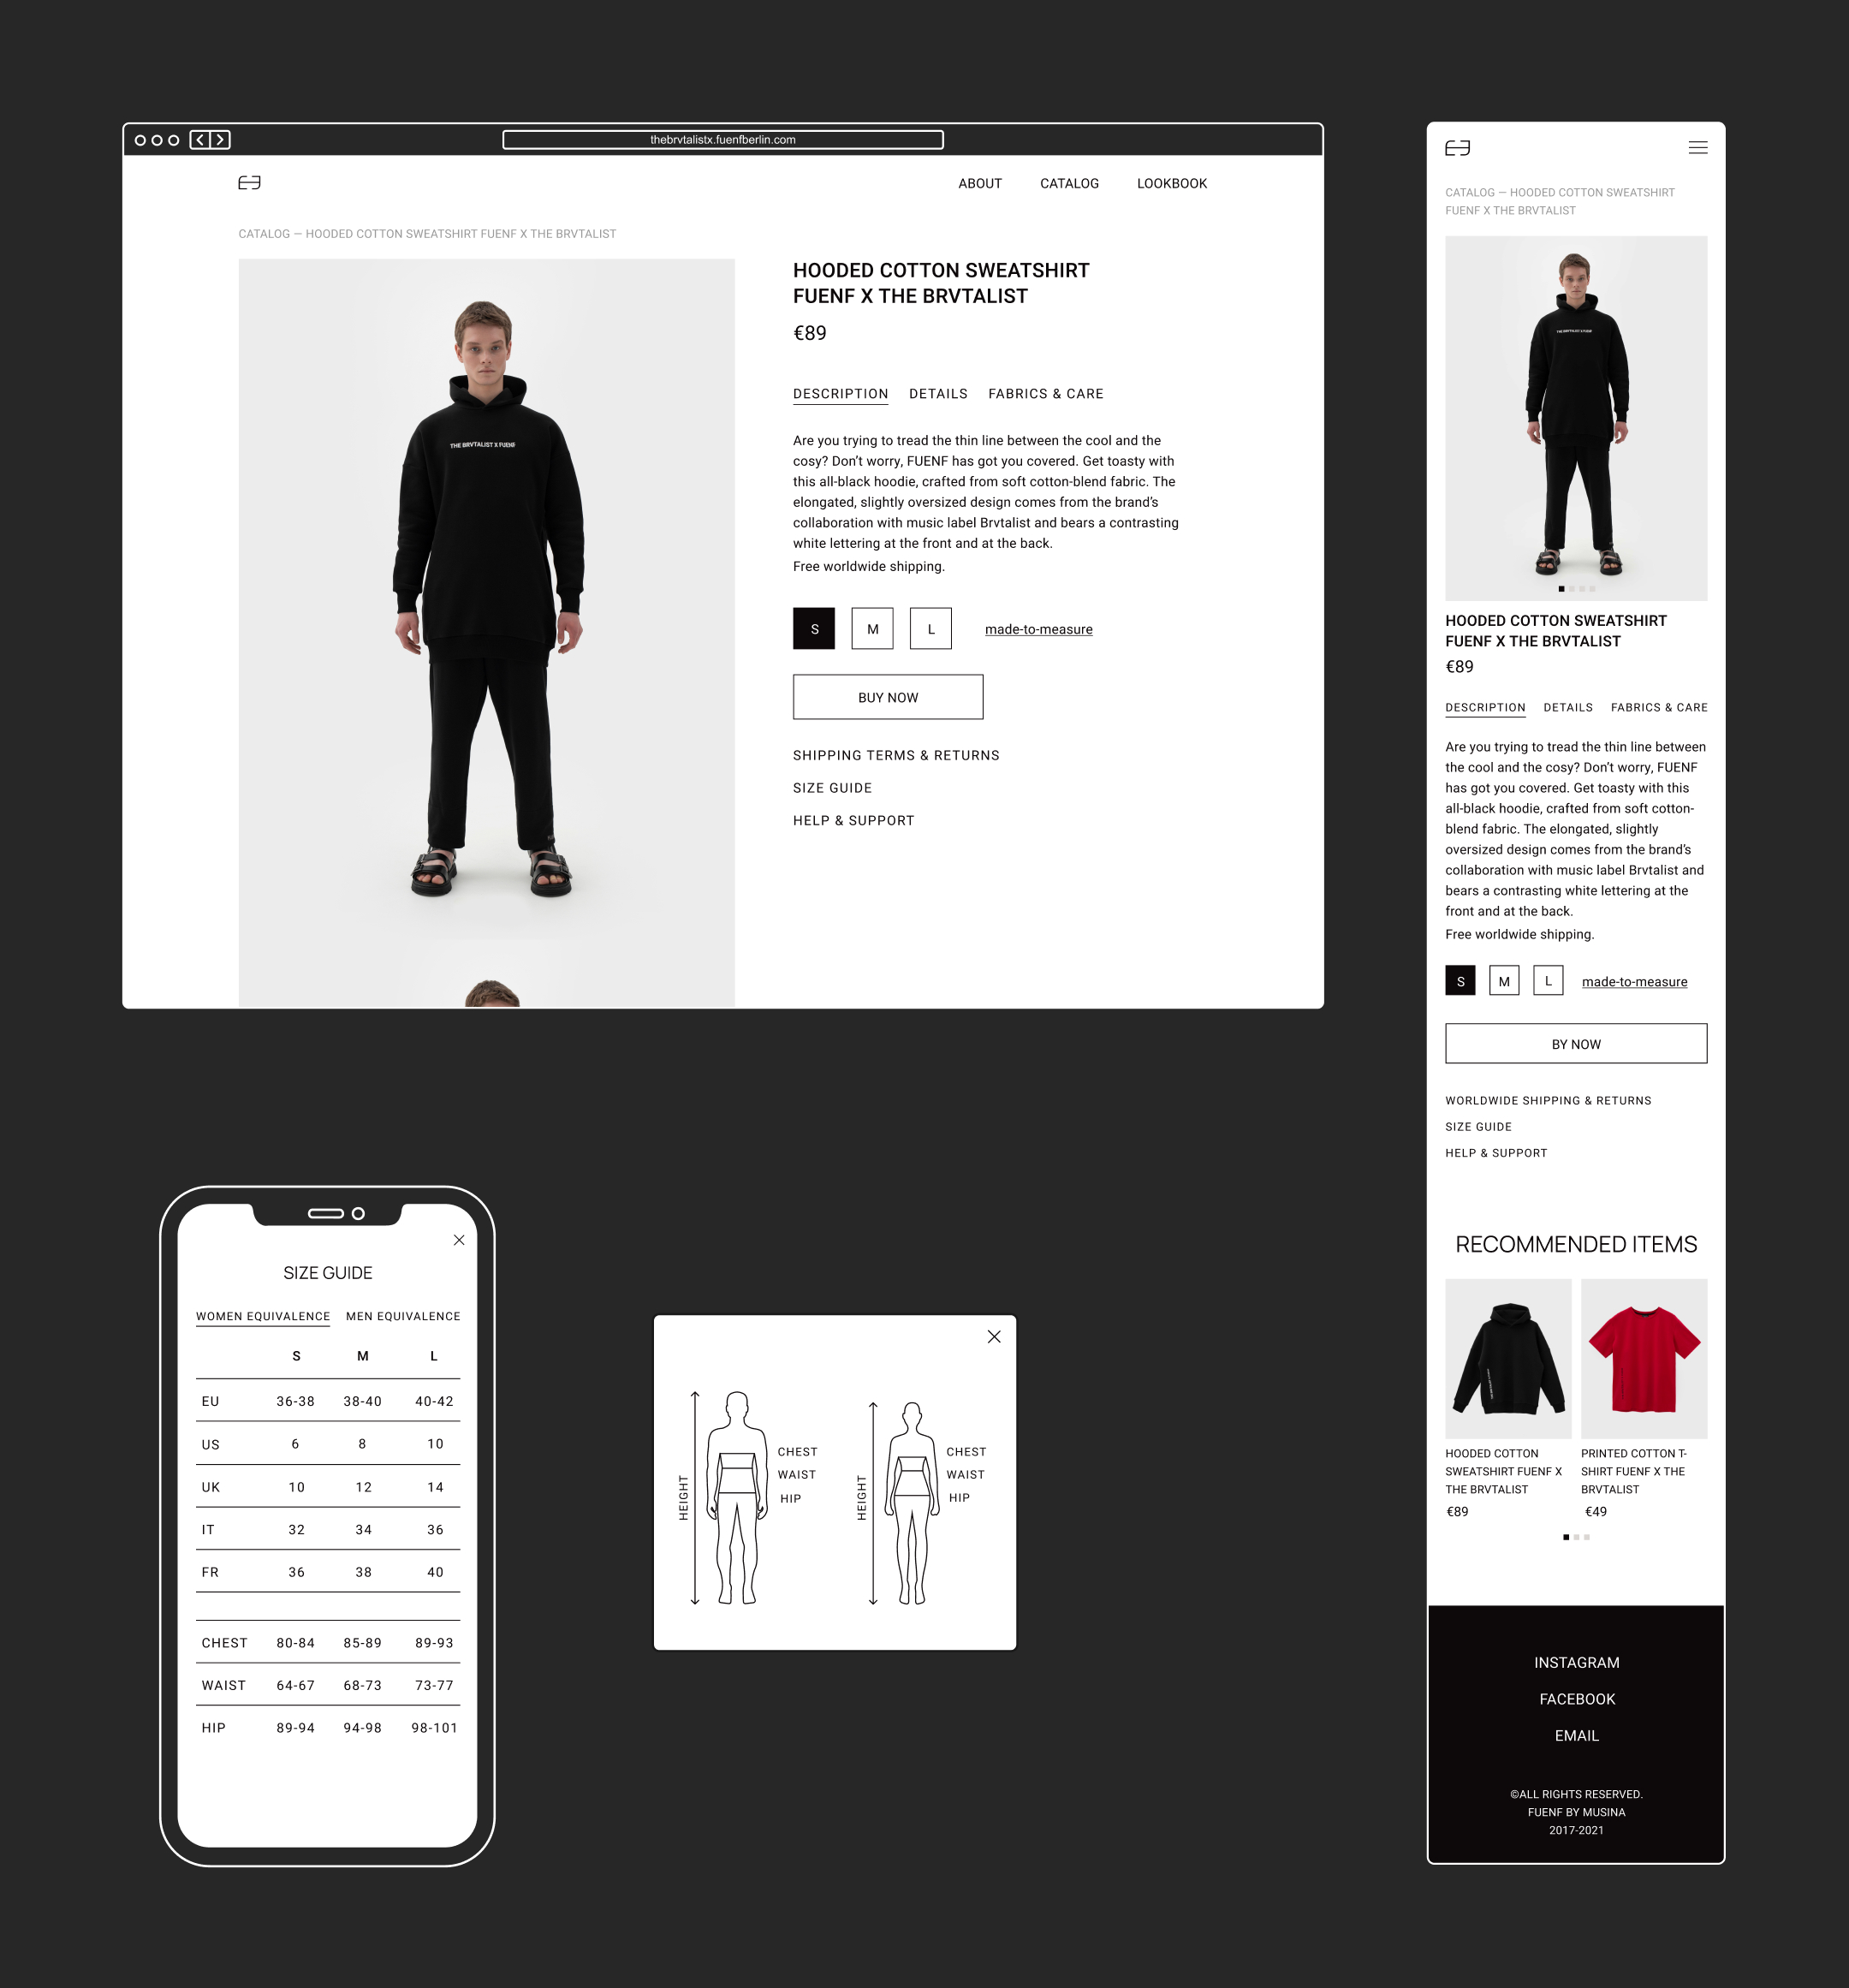 thebrvtalistx.fuenfberlin.com
ABOUT CATALOG LOOKBOOK
CATALOG — HOODED COTTON SWEATSHIRT FUENF X THE BRVTALIST
THE BRVTALIST X FUENF
HOODED COTTON SWEATSHIRT
FUENF X THE BRVTALIST
€89
DESCRIPTION DETAILS FABRICS & CARE
Are you trying to tread the thin line between the cool and the
cosy? Don’t worry, FUENF has got you covered. Get toasty with
this all-black hoodie, crafted from soft cotton-blend fabric. The
elongated, slightly oversized design comes from the brand’s
collaboration with music label Brvtalist and bears a contrasting
white lettering at the front and at the back.
Free worldwide shipping.
S M L made-to-measure
BUY NOW
SHIPPING TERMS & RETURNS
SIZE GUIDE
HELP & SUPPORT
CATALOG — HOODED COTTON SWEATSHIRT
FUENF X THE BRVTALIST
THE BRVTALIST X FUENF
HOODED COTTON SWEATSHIRT
FUENF X THE BRVTALIST
€89
DESCRIPTION DETAILS FABRICS & CARE
Are you trying to tread the thin line between
the cool and the cosy? Don’t worry, FUENF
has got you covered. Get toasty with this
all-black hoodie, crafted from soft cotton-
blend fabric. The elongated, slightly
oversized design comes from the brand’s
collaboration with music label Brvtalist and
bears a contrasting white lettering at the
front and at the back.
Free worldwide shipping.
S M L made-to-measure
BY NOW
WORLDWIDE SHIPPING & RETURNS
SIZE GUIDE
HELP & SUPPORT
RECOMMENDED ITEMS
HOODED COTTON
SWEATSHIRT FUENF X
THE BRVTALIST
€89
PRINTED COTTON T-
SHIRT FUENF X THE
BRVTALIST
€49
INSTAGRAM
FACEBOOK
EMAIL
©ALL RIGHTS RESERVED.
FUENF BY MUSINA
2017-2021
SIZE GUIDE
WOMEN EQUIVALENCE MEN EQUIVALENCE
S M L
EU 36-38 38-40 40-42
US 6 8 10
UK 10 12 14
IT 32 34 36
FR 36 38 40
CHEST 80-84 85-89 89-93
WAIST 64-67 68-73 73-77
HIP 89-94 94-98 98-101
HEIGHT
CHEST
WAIST
HIP
HEIGHT
CHEST
WAIST
HIP